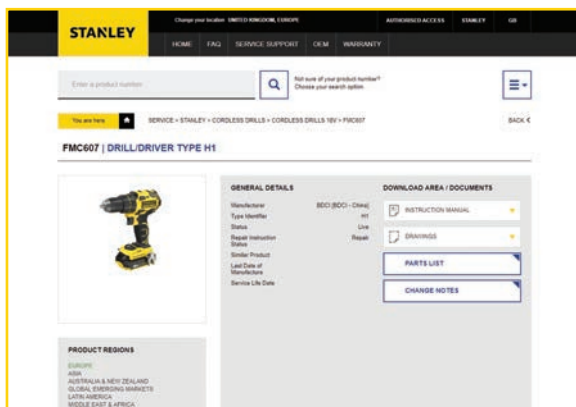 STANLEY
Change your location UNITED KINGDOM, EUROPE
AUTHORISED ACCESS STANLEY GB
HOME FAQ SERVICE SUPPORT OEM WARRANTY
Enter a product number
Not sure of your product number?
Choose your search option.
You are here
SERVICE > STANLEY > CORDLESS DRILLS > CORDLESS DRILLS 18V > FMC607
BACK
FMC607 | DRILL/DRIVER TYPE H1
GENERAL DETAILS
Manufacturer BDCI [BDCI - China]
Type Identifier H1
Status Live
Repair Instruction Status Repair
Similar Product
Last Date of Manufacture
Service Life Date
DOWNLOAD AREA / DOCUMENTS
INSTRUCTION MANUAL
DRAWINGS
PARTS LIST
CHANGE NOTES
PRODUCT REGIONS
EUROPE
ASIA
AUSTRALIA & NEW ZEALAND
GLOBAL EMERGING MARKETS
LATIN AMERICA
MIDDLE EAST & AFRICA